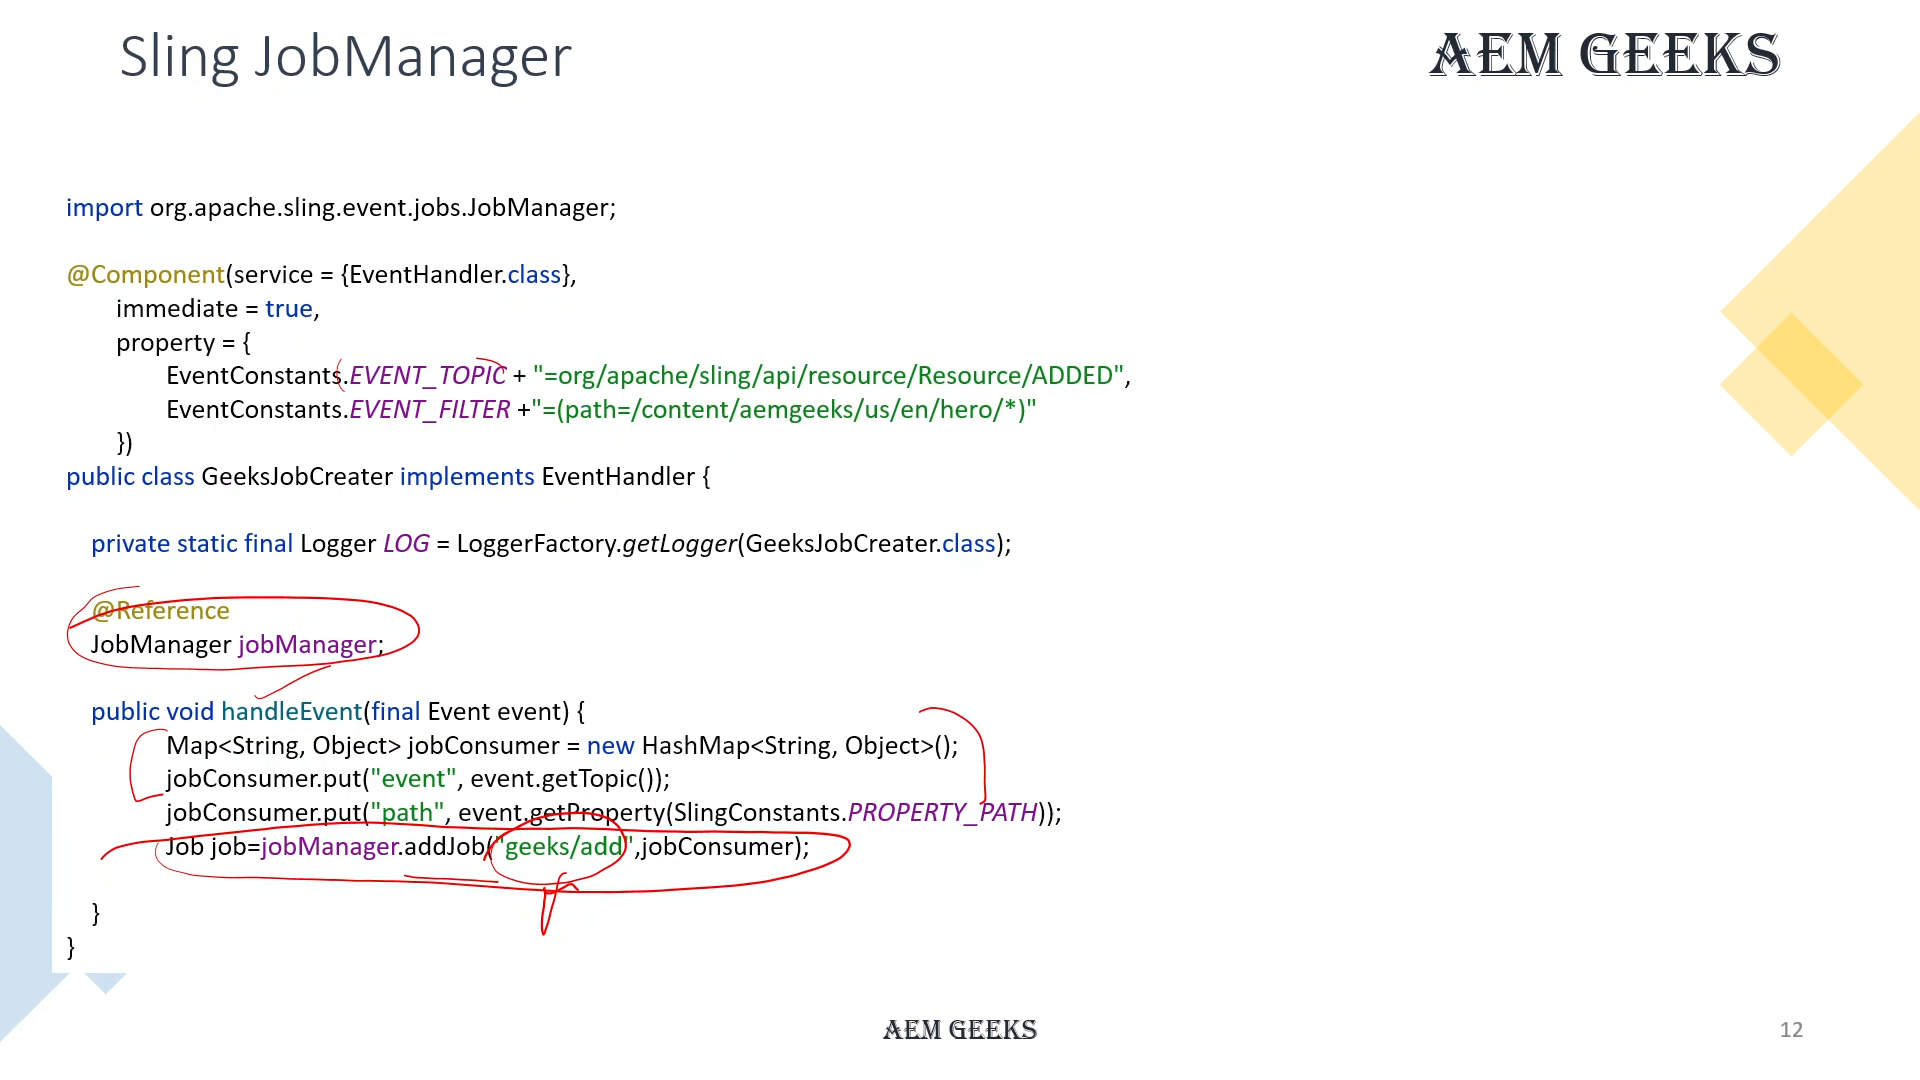 Sling JobManager
AEM GEEKS
import org.apache.sling.event.jobs.JobManager;
@Component(service = {EventHandler.class},
immediate = true,
property = {
EventConstants.EVENT_TOPIC + "=org/apache/sling/api/resource/Resource/ADDED",
EventConstants.EVENT_FILTER +"=(path=/content/aemgeeks/us/en/hero/*)"
})
public class GeeksJobCreater implements EventHandler {
private static final Logger LOG = LoggerFactory.getLogger(GeeksJobCreater.class);
@Reference
JobManager jobManager;
public void handleEvent(final Event event) {
Map<String, Object> jobConsumer = new HashMap<String, Object>();
jobConsumer.put("event", event.getTopic());
jobConsumer.put("path", event.getProperty(SlingConstants.PROPERTY_PATH));
Job job=jobManager.addJob("geeks/add",jobConsumer);
}
}
AEM GEEKS
12